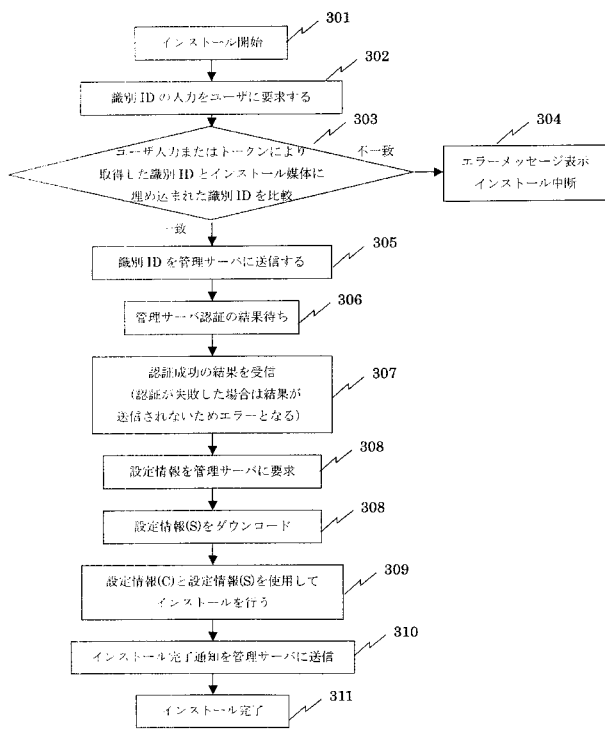 301
インストール開始
302
識別 ID の入力をユーザに要求する
303
ユーザ入力またはトークンにより
取得した識別 ID とインストール媒体に
埋め込まれた識別 ID を比較
不一致
304
エラーメッセージ表示
インストール中断
一致
305
識別 ID を管理サーバに送信する
306
管理サーバ認証の結果待ち
307
認証成功の結果を受信
(認証が失敗した場合は結果が
送信されないためエラーとなる)
308
設定情報を管理サーバに要求
308
設定情報(S)をダウンロード
309
設定情報(C)と設定情報(S)を使用して
インストールを行う
310
インストール完了通知を管理サーバに送信
311
インストール完了